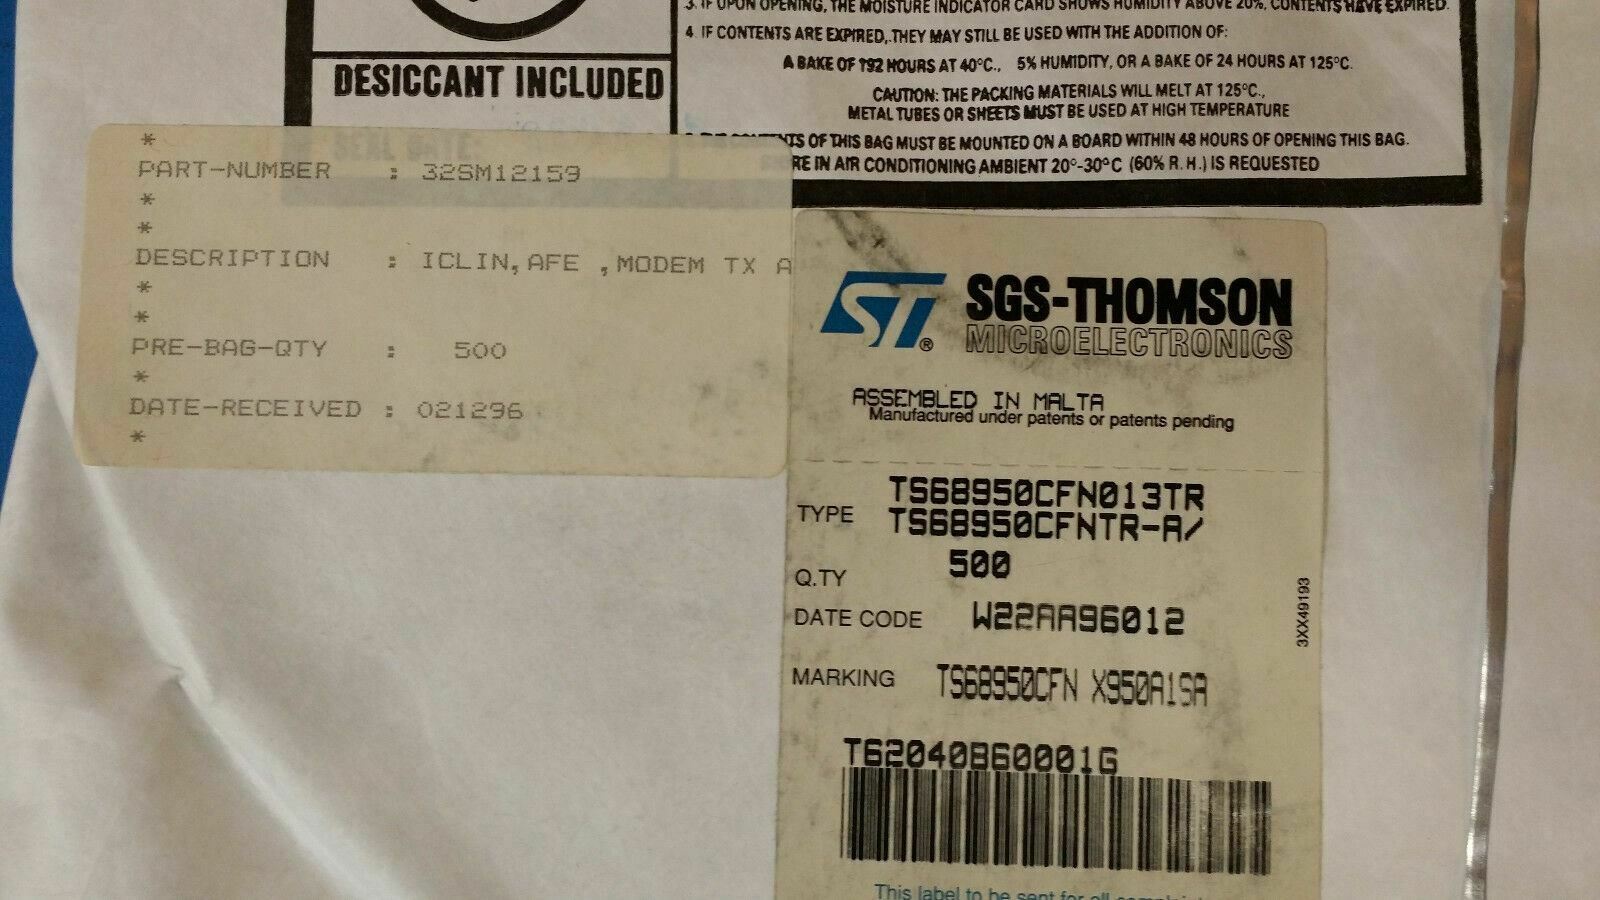 3. IF UPON OPENING, THE MOISTURE INDICATOR CARD SHOWS HUMIDITY ABOVE 20%, CONTENTS HAVE EXPIRED.
4. IF CONTENTS ARE EXPIRED, THEY MAY STILL BE USED WITH THE ADDITION OF:
A BAKE OF 192 HOURS AT 40°C., 5% HUMIDITY, OR A BAKE OF 24 HOURS AT 125°C.
CAUTION: THE PACKING MATERIALS WILL MELT AT 125°C.,
METAL TUBES OR SHEETS MUST BE USED AT HIGH TEMPERATURE
OF THIS BAG MUST BE MOUNTED ON A BOARD WITHIN 48 HOURS OF OPENING THIS BAG.
IN AIR CONDITIONING AMBIENT 20°-30°C (60% R.H.) IS REQUESTED
DESICCANT INCLUDED
SEAL DATE:
*
PART-NUMBER : 32SM12159
*
*
DESCRIPTION : ICLIN,AFE ,MODEM TX A
*
*
PRE-BAG-QTY : 500
*
DATE-RECEIVED : 021296
*
ST® SGS-THOMSON
MICROELECTRONICS
ASSEMBLED IN MALTA
Manufactured under patents or patents pending
TYPE TS68950CFN013TR
TS68950CFNTR-A/
Q.TY 500
DATE CODE W22AA96012
MARKING TS68950CFN X950A1SA
T62040B60001G
3XX49193
This label to be sent for all